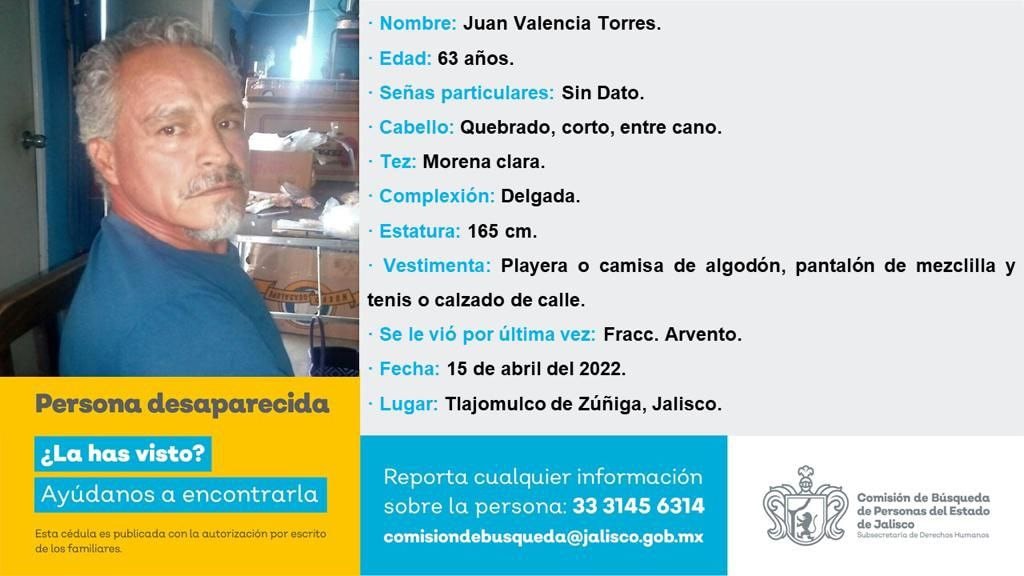 · Nombre: Juan Valencia Torres.
· Edad: 63 años.
· Señas particulares: Sin Dato.
· Cabello: Quebrado, corto, entre cano.
· Tez: Morena clara.
· Complexión: Delgada.
· Estatura: 165 cm.
· Vestimenta: Playera o camisa de algodón, pantalón de mezclilla y
tenis o calzado de calle.
· Se le vió por última vez: Fracc. Arvento.
· Fecha: 15 de abril del 2022.
· Lugar: Tlajomulco de Zúñiga, Jalisco.
Persona desaparecida
¿La has visto?
Ayúdanos a encontrarla
Esta cédula es publicada con la autorización por escrito
de los familiares.
Reporta cualquier información
sobre la persona: 33 3145 6314
comisiondebusqueda@jalisco.gob.mx
Comisión de Búsqueda
de Personas del Estado
de Jalisco
Subsecretaría de Derechos Humanos